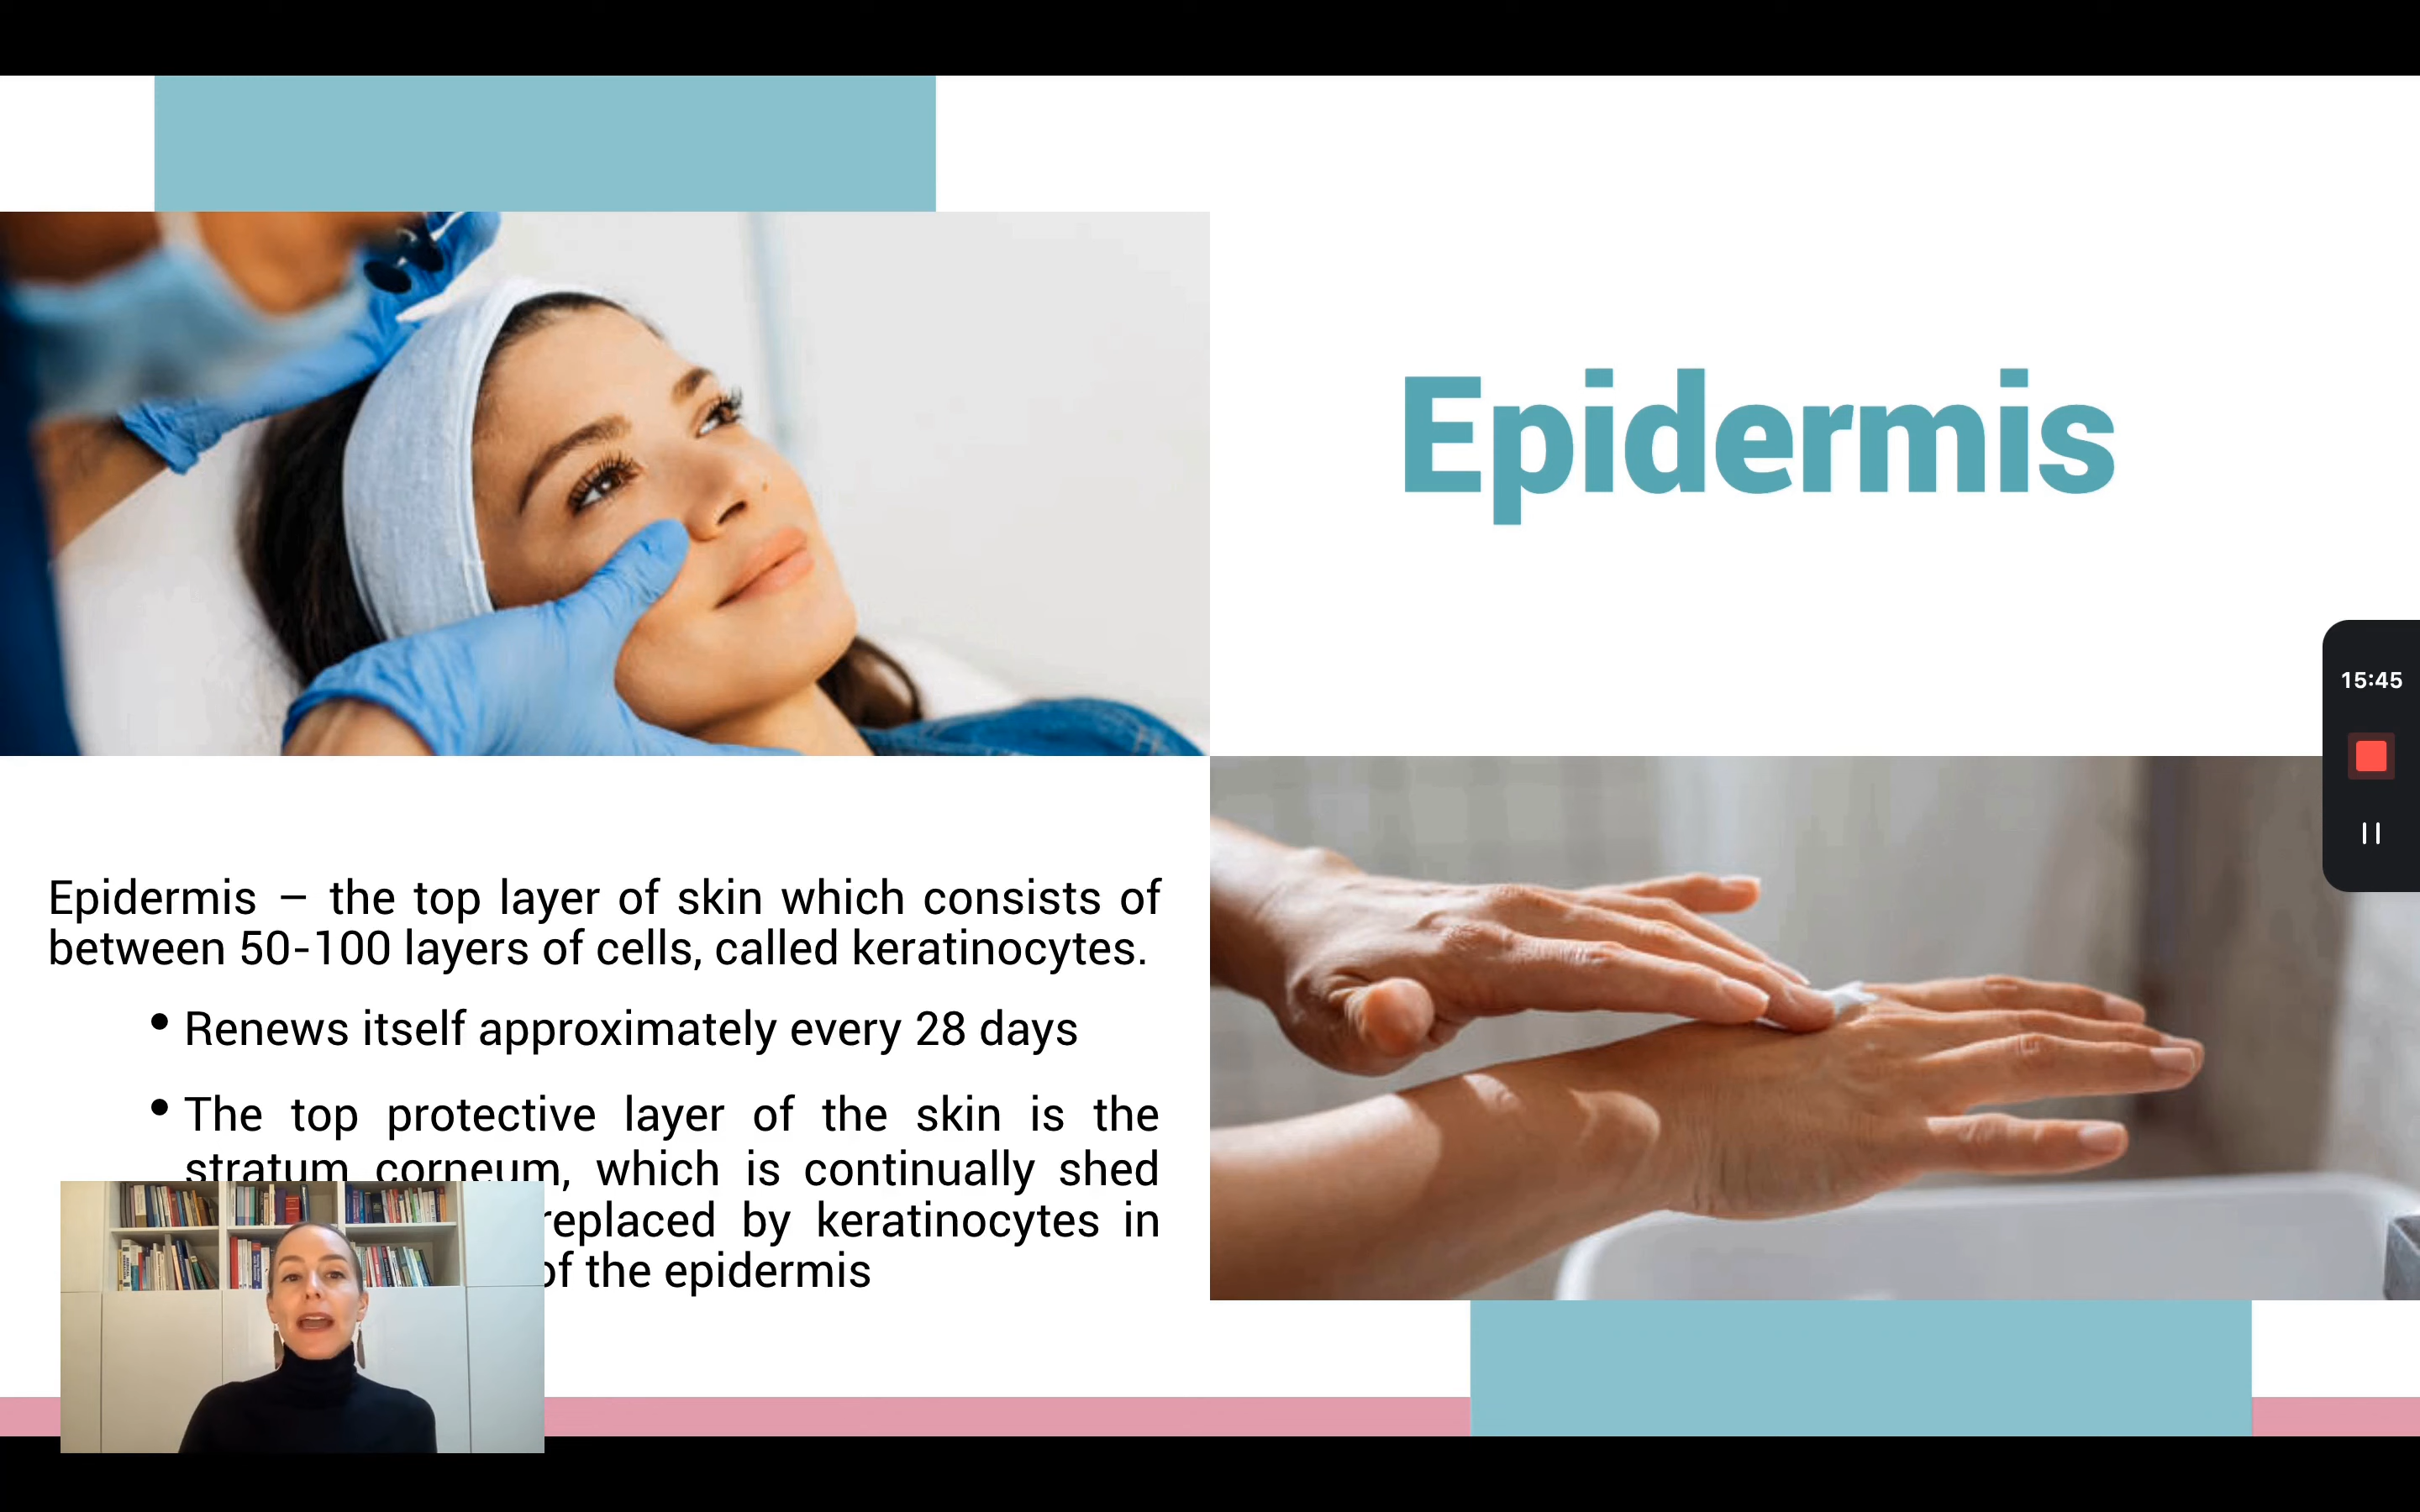 Epidermis
15:45
Epidermis – the top layer of skin which consists of
between 50-100 layers of cells, called keratinocytes.
• Renews itself approximately every 28 days
• The top protective layer of the skin is the
stratum corneum, which is continually shed
replaced by keratinocytes in
of the epidermis